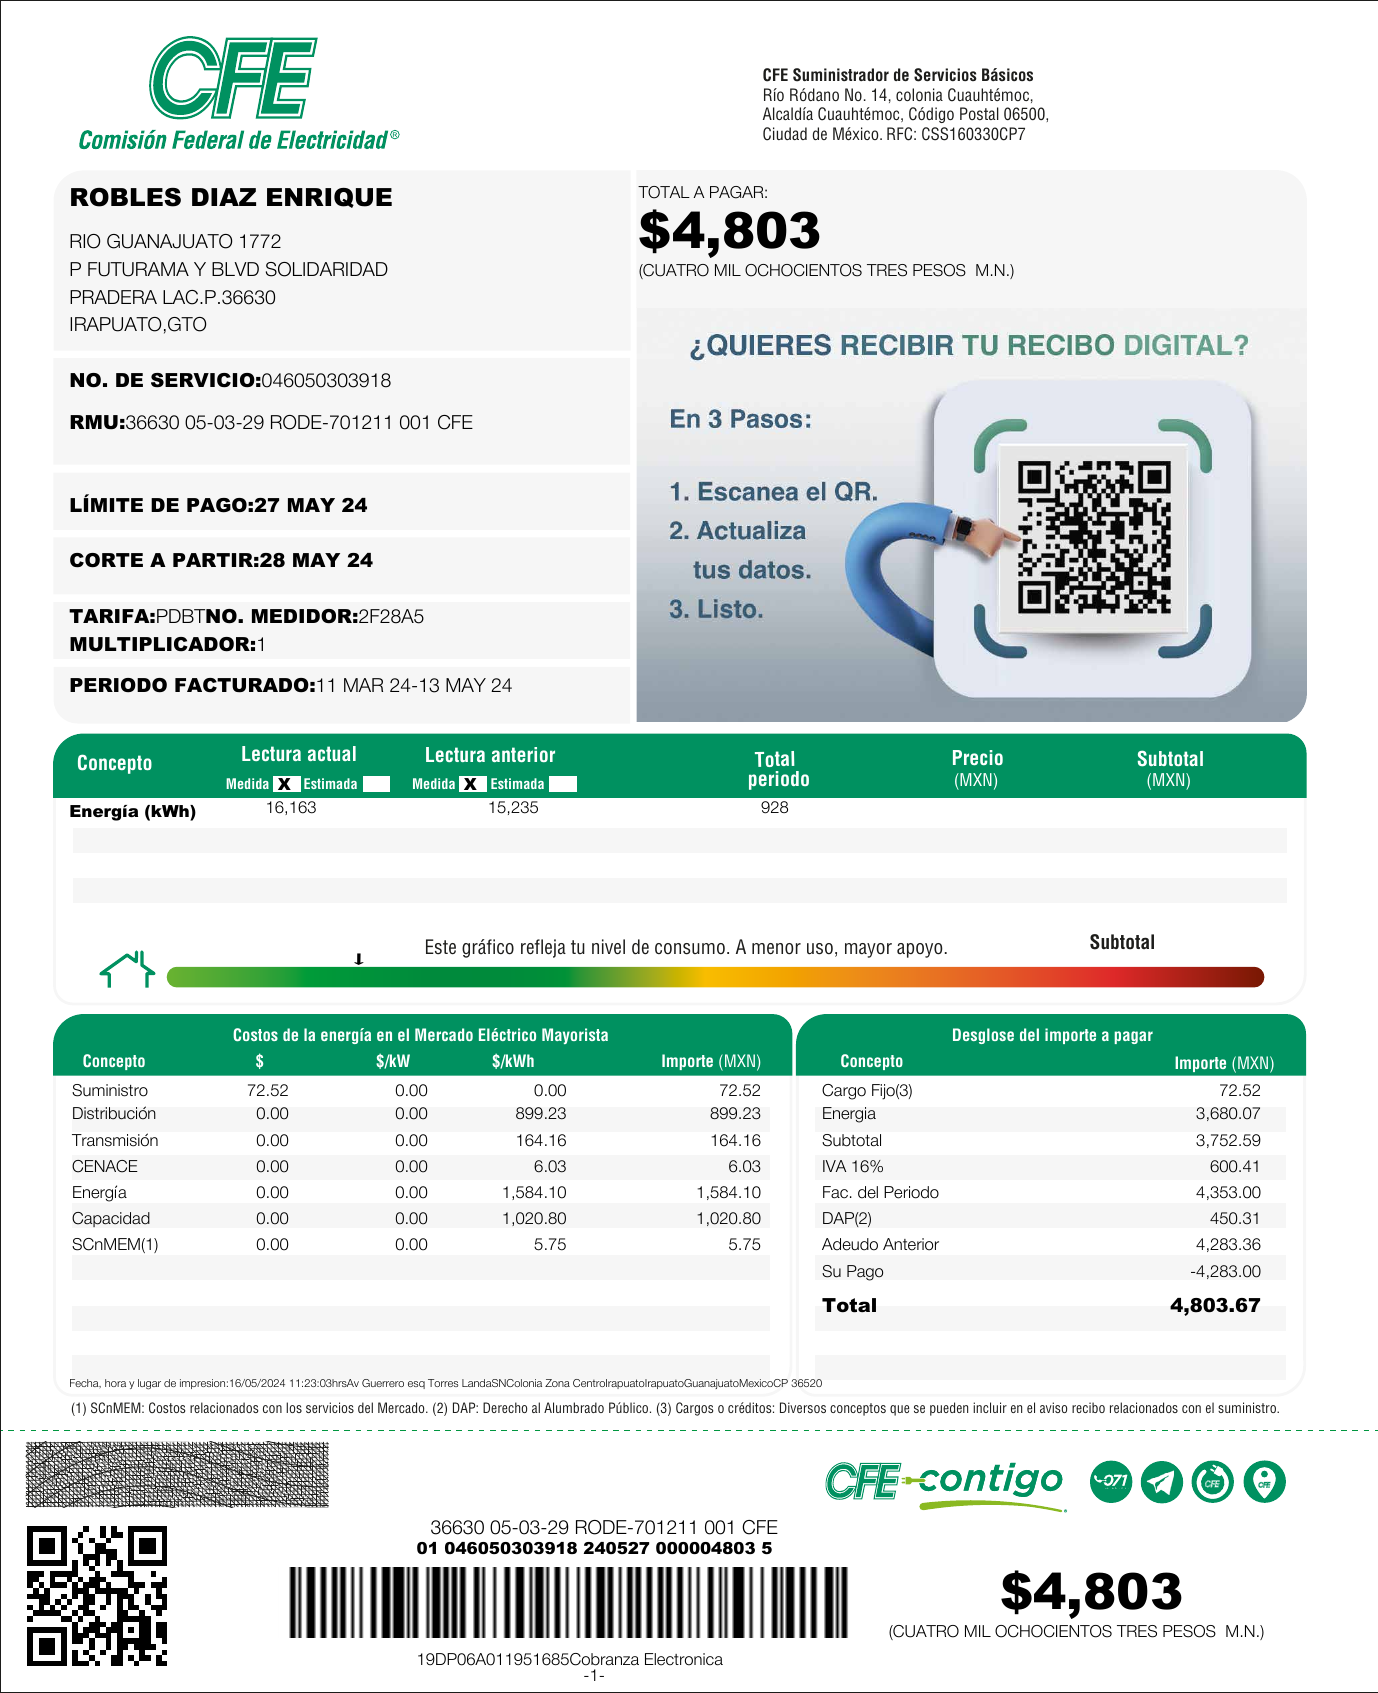 CFE
Comisión Federal de Electricidad®
CFE Suministrador de Servicios Básicos
Río Ródano No. 14, colonia Cuauhtémoc,
Alcaldía Cuauhtémoc, Código Postal 06500,
Ciudad de México. RFC: CSS160330CP7
ROBLES DIAZ ENRIQUE
RIO GUANAJUATO 1772
P FUTURAMA Y BLVD SOLIDARIDAD
PRADERA LAC.P.36630
IRAPUATO,GTO
TOTAL A PAGAR:
$4,803
(CUATRO MIL OCHOCIENTOS TRES PESOS M.N.)
NO. DE SERVICIO:046050303918
RMU:36630 05-03-29 RODE-701211 001 CFE
LÍMITE DE PAGO:27 MAY 24
CORTE A PARTIR:28 MAY 24
TARIFA:PDBTNO. MEDIDOR:2F28A5
MULTIPLICADOR:1
PERIODO FACTURADO:11 MAR 24-13 MAY 24
¿QUIERES RECIBIR TU RECIBO DIGITAL?
En 3 Pasos:
1. Escanea el QR.
2. Actualiza
tus datos.
3. Listo.
Concepto Lectura actual Lectura anterior Total periodo Precio (MXN) Subtotal (MXN)
Medida X Estimada Medida X Estimada
Energía (kWh) 16,163 15,235 928
Este gráfico refleja tu nivel de consumo. A menor uso, mayor apoyo.
Subtotal
Costos de la energía en el Mercado Eléctrico Mayorista
Concepto $ $/kW $/kWh Importe (MXN)
Suministro 72.52 0.00 0.00 72.52
Distribución 0.00 0.00 899.23 899.23
Transmisión 0.00 0.00 164.16 164.16
CENACE 0.00 0.00 6.03 6.03
Energía 0.00 0.00 1,584.10 1,584.10
Capacidad 0.00 0.00 1,020.80 1,020.80
SCnMEM(1) 0.00 0.00 5.75 5.75
Desglose del importe a pagar
Concepto Importe (MXN)
Cargo Fijo(3) 72.52
Energia 3,680.07
Subtotal 3,752.59
IVA 16% 600.41
Fac. del Periodo 4,353.00
DAP(2) 450.31
Adeudo Anterior 4,283.36
Su Pago -4,283.00
Total 4,803.67
Fecha, hora y lugar de impresion:16/05/2024 11:23:03hrsAv Guerrero esq Torres LandaSNColonia Zona CentroIrapuatoIrapuatoGuanajuatoMexicoCP 36520
(1) SCnMEM: Costos relacionados con los servicios del Mercado. (2) DAP: Derecho al Alumbrado Público. (3) Cargos o créditos: Diversos conceptos que se pueden incluir en el aviso recibo relacionados con el suministro.
CFE contigo
071
CFE
CFE
36630 05-03-29 RODE-701211 001 CFE
01 046050303918 240527 000004803 5
19DP06A011951685Cobranza Electronica
-1-
$4,803
(CUATRO MIL OCHOCIENTOS TRES PESOS M.N.)